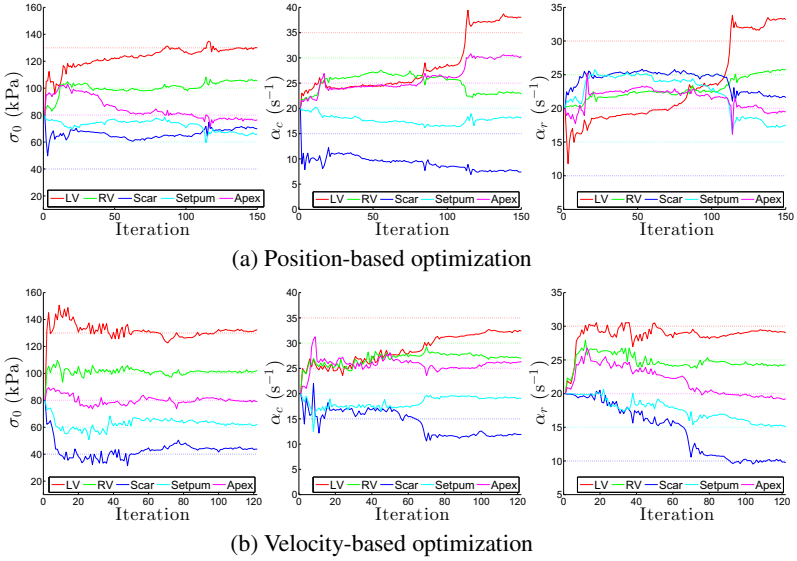 160
140
120
100
80
60
40
20
σ₀ (kPa)
LV RV Scar Setpum Apex
0 50 100 150
Iteration
40
35
30
25
20
15
10
5
0
α_c (s⁻¹)
LV RV Scar Setpum Apex
0 50 100 150
Iteration
35
30
25
20
15
10
5
α_r (s⁻¹)
LV RV Scar Setpum Apex
0 50 100 150
Iteration
(a) Position-based optimization
160
140
120
100
80
60
40
20
σ₀ (kPa)
LV RV Scar Setpum Apex
0 20 40 60 80 100 120
Iteration
40
35
30
25
20
15
10
5
0
α_c (s⁻¹)
LV RV Scar Setpum Apex
0 20 40 60 80 100 120
Iteration
35
30
25
20
15
10
5
α_r (s⁻¹)
LV RV Scar Setpum Apex
0 20 40 60 80 100 120
Iteration
(b) Velocity-based optimization